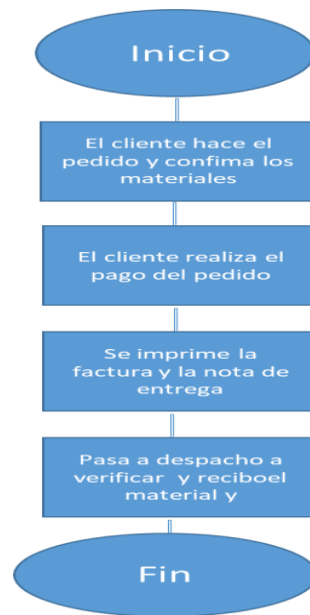 Inicio
El cliente hace el
pedido y confima los
materiales
El cliente realiza el
pago del pedido
Se imprime la
factura y la nota de
entrega
Pasa a despacho a
verificar y reciboel
material y
Fin